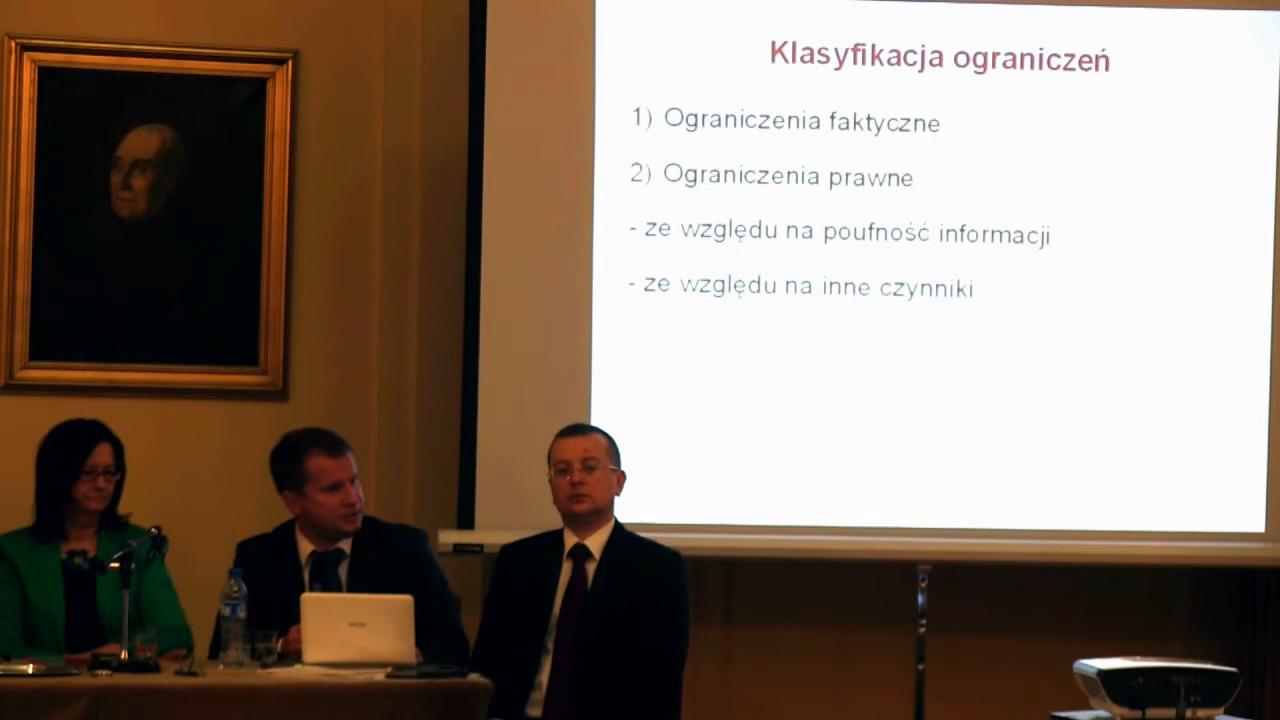 Klasyfikacja ograniczeń
1) Ograniczenia faktyczne
2) Ograniczenia prawne
- ze względu na poufność informacji
- ze względu na inne czynniki